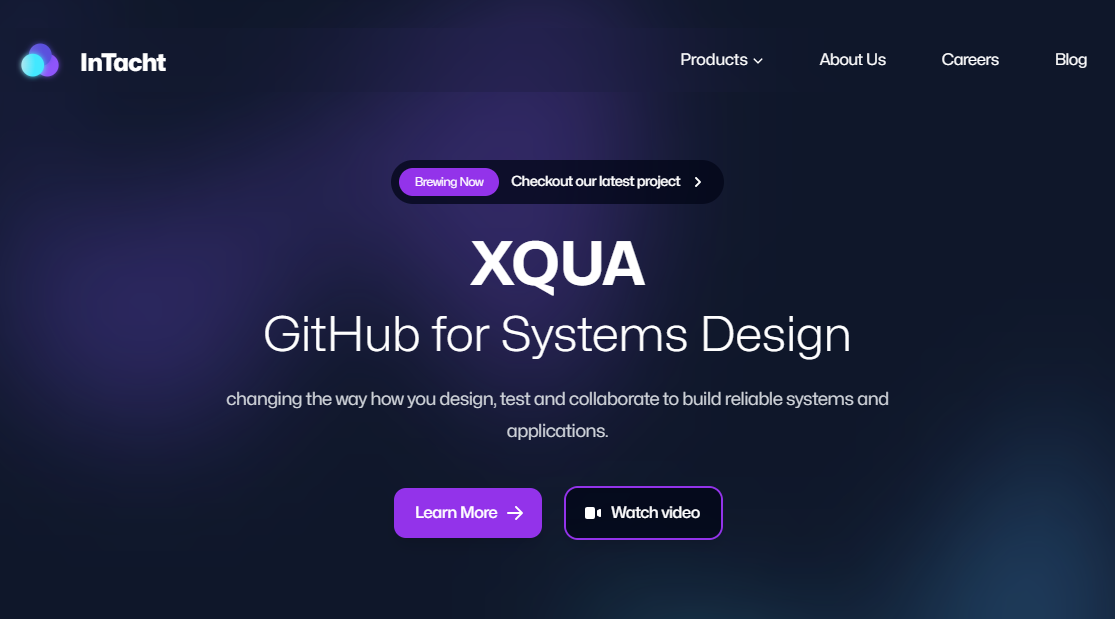 InTacht
Products
About Us
Careers
Blog
Brewing Now
Checkout our latest project
XQUA
GitHub for Systems Design
changing the way how you design, test and collaborate to build reliable systems and
applications.
Learn More
Watch video